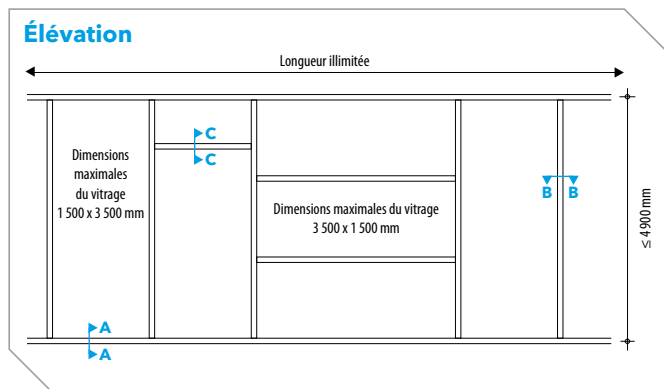 Élévation
Longueur illimitée
C
C
Dimensions
maximales
du vitrage
1 500 x 3 500 mm
Dimensions maximales du vitrage
3 500 x 1 500 mm
B B
≤ 4 900 mm
A
A